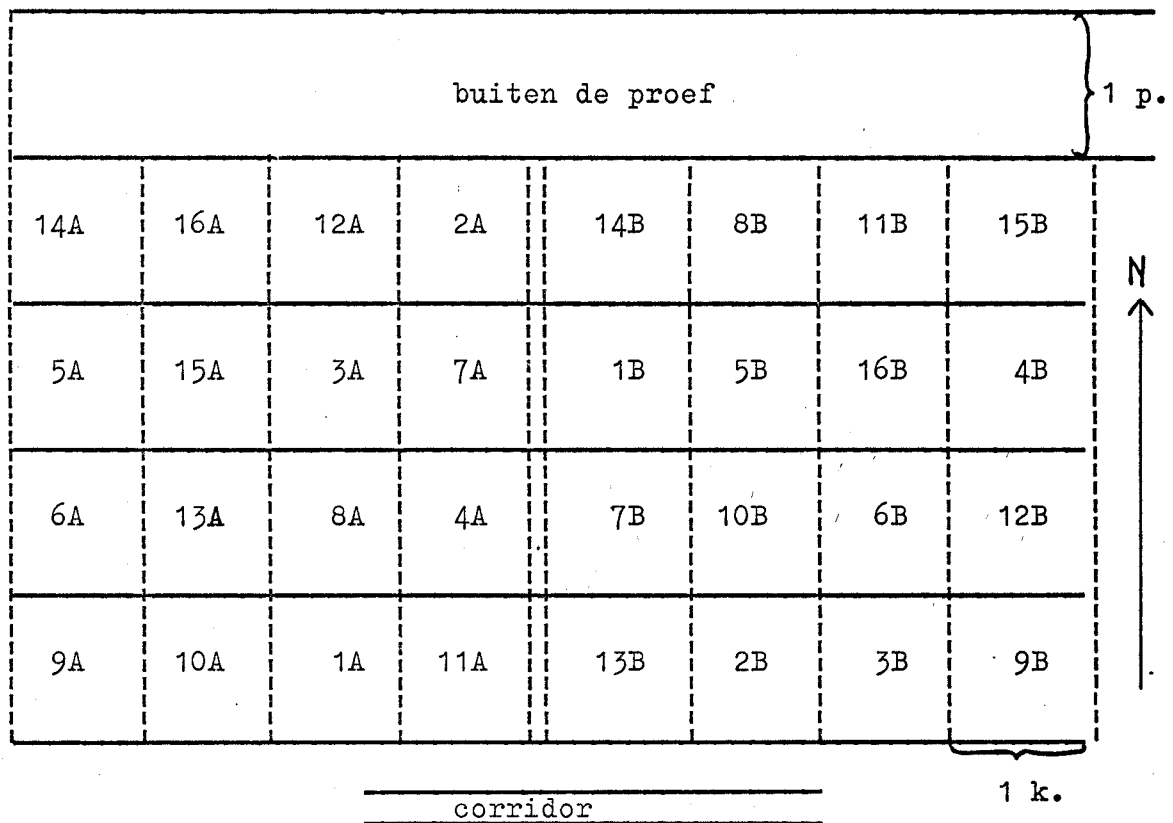 buiten de proef
1 p.
14A 16A 12A 2A 14B 8B 11B 15B
N
5A 15A 3A 7A 1B 5B 16B 4B
6A 13A 8A 4A 7B 10B 6B 12B
9A 10A 1A 11A 13B 2B 3B 9B
1 k.
corridor